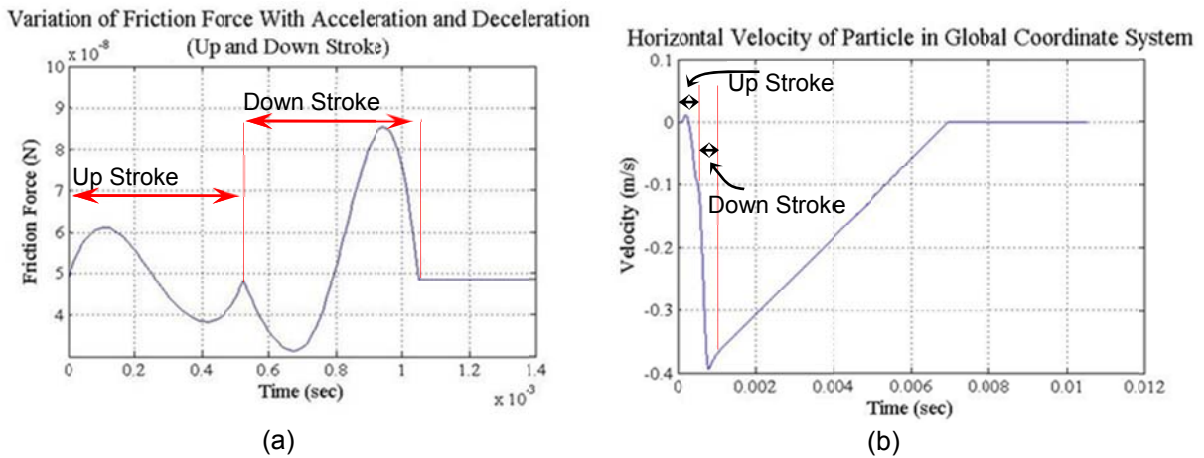 Variation of Friction Force With Acceleration and Deceleration
(Up and Down Stroke)
x 10⁻⁸
10
9
8
7
6
5
4
Friction Force (N)
Down Stroke
Up Stroke
0
0.2
0.4
0.6
0.8
1
1.2
1.4
Time (sec)
x 10⁻³
(a)
Horizontal Velocity of Particle in Global Coordinate System
0.1
0
-0.1
-0.2
-0.3
-0.4
Velocity (m/s)
Up Stroke
Down Stroke
0
0.002
0.004
0.006
0.008
0.01
0.012
Time (sec)
(b)